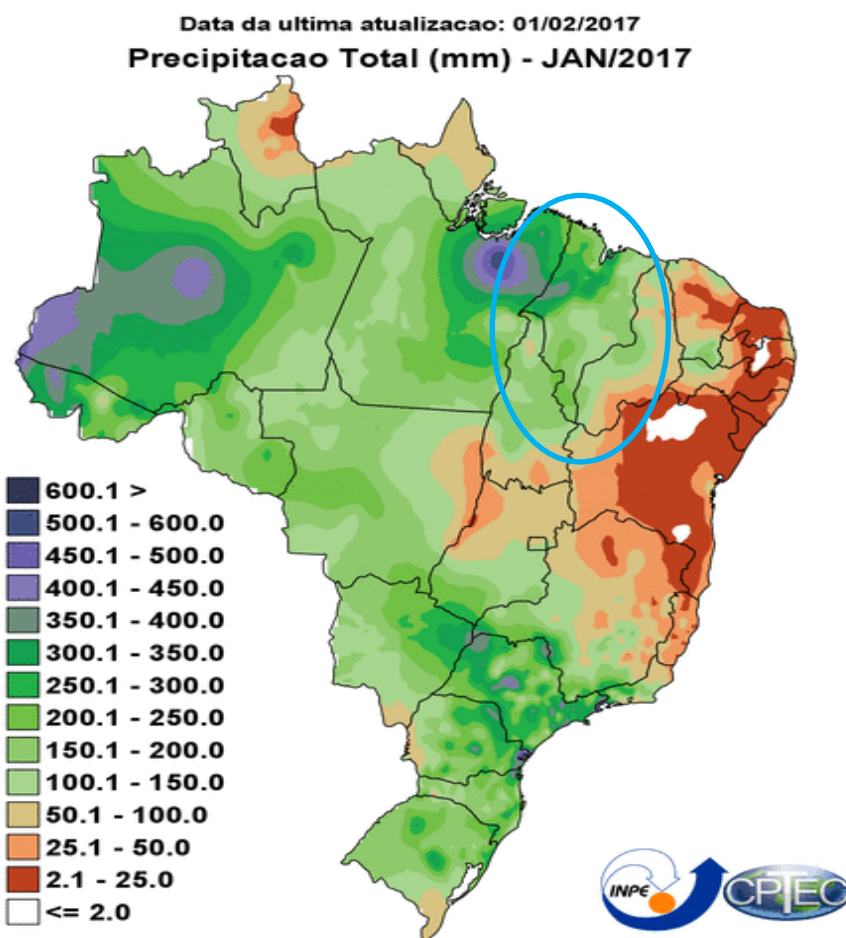 Data da ultima atualizacao: 01/02/2017
Precipitacao Total (mm) - JAN/2017
600.1 >
500.1 - 600.0
450.1 - 500.0
400.1 - 450.0
350.1 - 400.0
300.1 - 350.0
250.1 - 300.0
200.1 - 250.0
150.1 - 200.0
100.1 - 150.0
50.1 - 100.0
25.1 - 50.0
2.1 - 25.0
<= 2.0
INPE
CPTEC